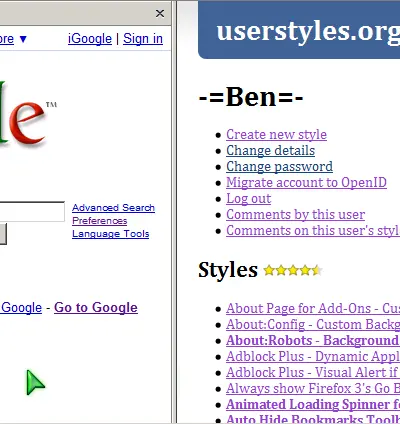 ore ▼ iGoogle | Sign in
le™
Advanced Search
Preferences
Language Tools
Google - Go to Google
userstyles.org
-=Ben=-
Create new style
Change details
Change password
Migrate account to OpenID
Log out
Comments by this user
Comments on this user's styl
Styles
About Page for Add-Ons - Cus
About:Config - Custom Backg
About:Robots - Background
Adblock Plus - Dynamic Appl
Adblock Plus - Visual Alert if
Always show Firefox 3's Go B
Animated Loading Spinner fo
Auto Hide Bookmarks Toolb